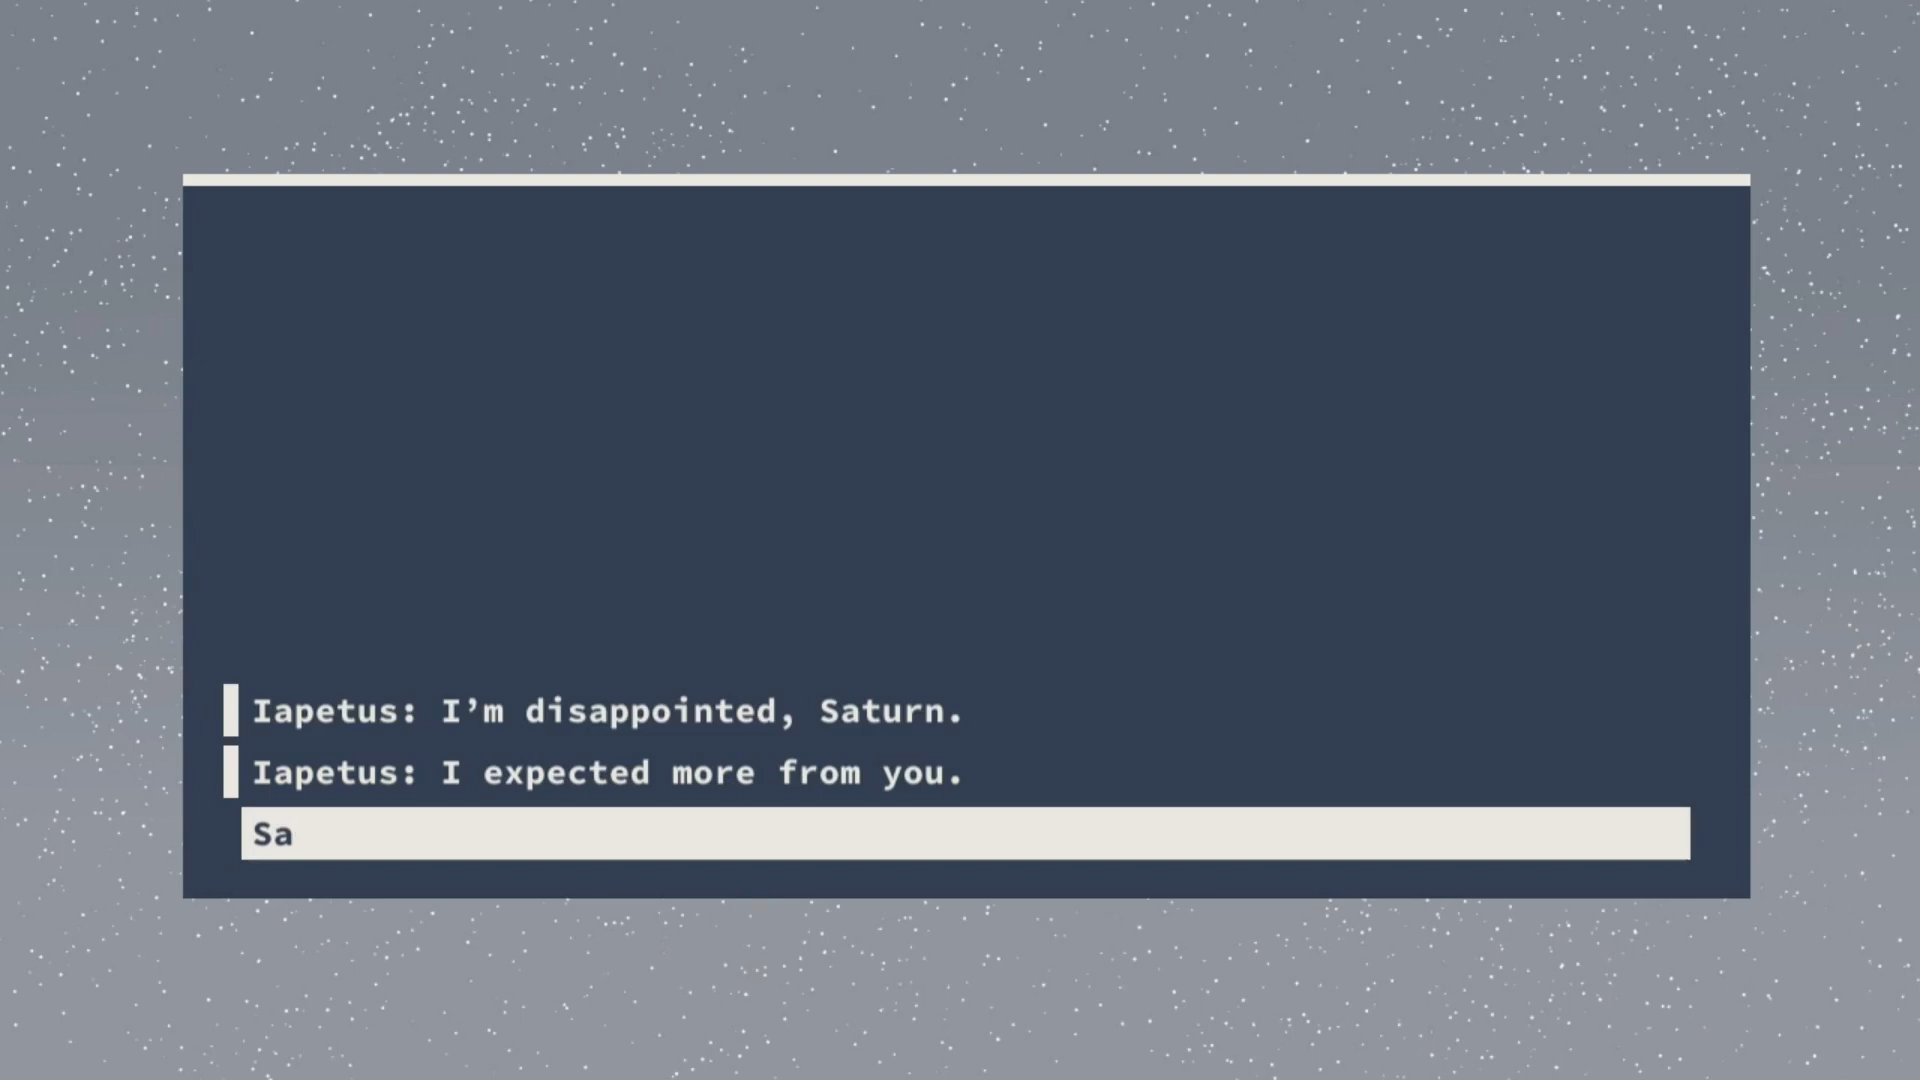 Iapetus: I’m disappointed, Saturn.
Iapetus: I expected more from you.
Sa